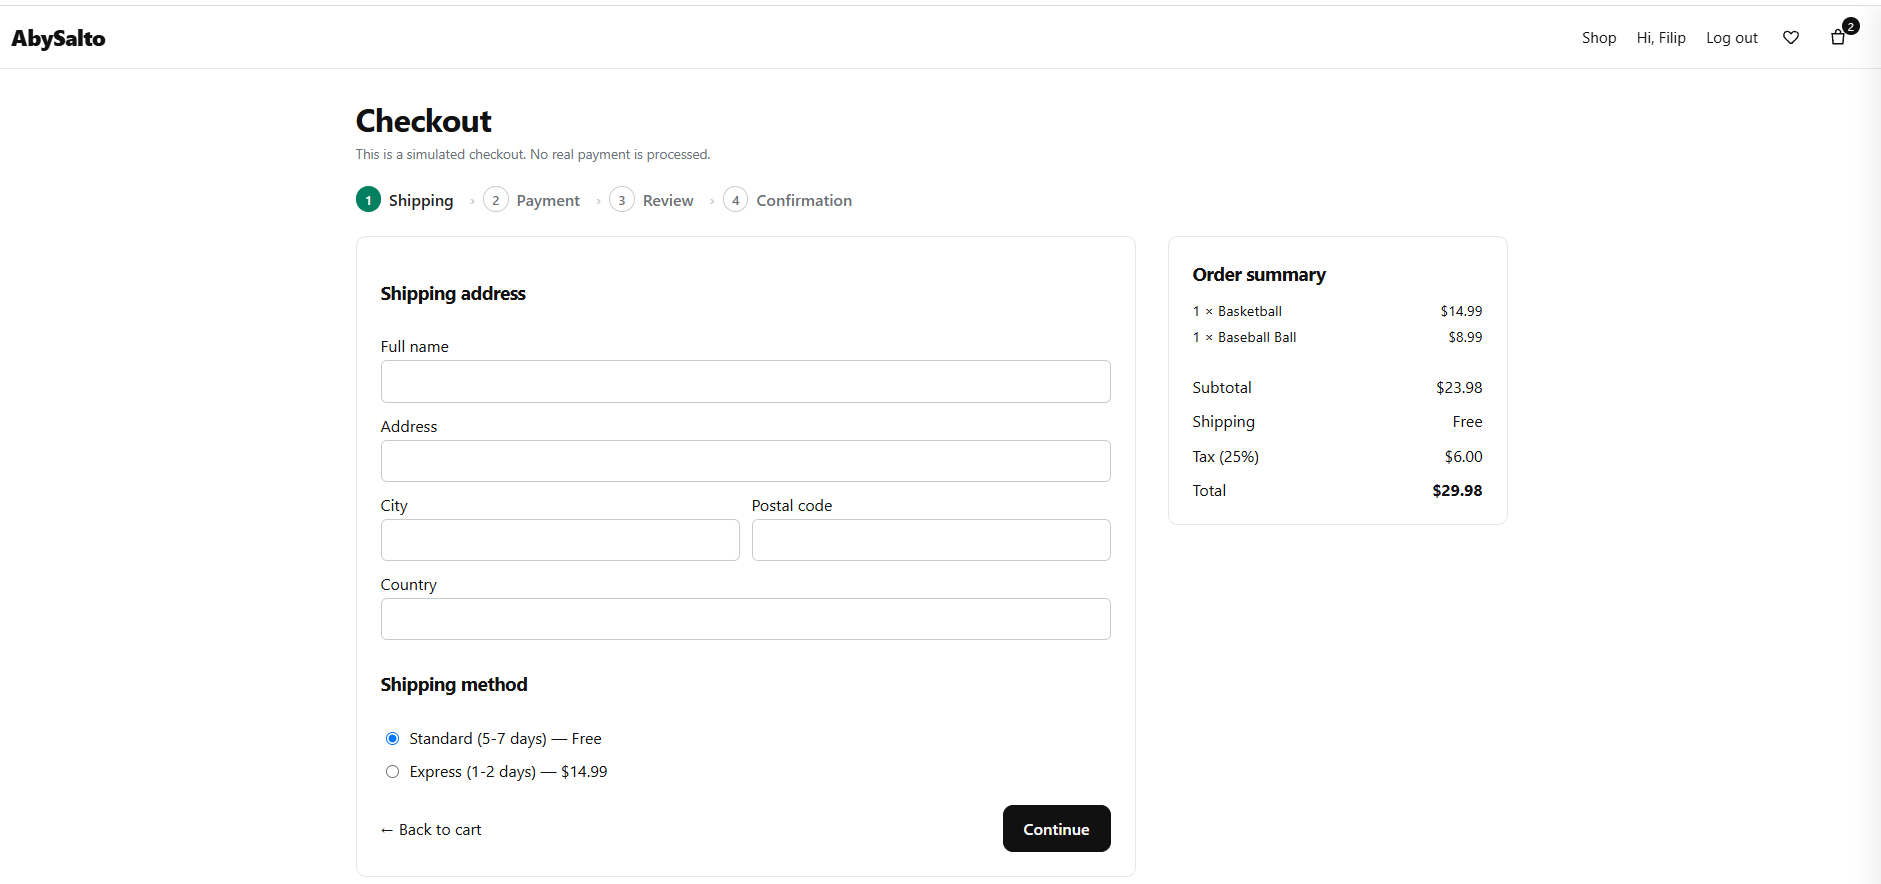 AbySalto
Shop Hi, Filip Log out 2
Checkout
This is a simulated checkout. No real payment is processed.
1 Shipping › 2 Payment › 3 Review › 4 Confirmation
Shipping address
Full name
Address
City Postal code
Country
Shipping method
Standard (5-7 days) — Free
Express (1-2 days) — $14.99
← Back to cart Continue
Order summary
1 × Basketball $14.99
1 × Baseball Ball $8.99
Subtotal $23.98
Shipping Free
Tax (25%) $6.00
Total $29.98